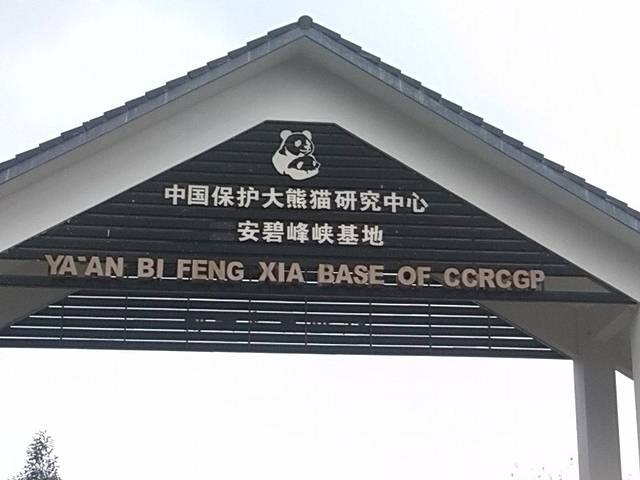 中国保护大熊猫研究中心
安碧峰峡基地
YA'AN BI FENG XIA BASE OF CCRCGP